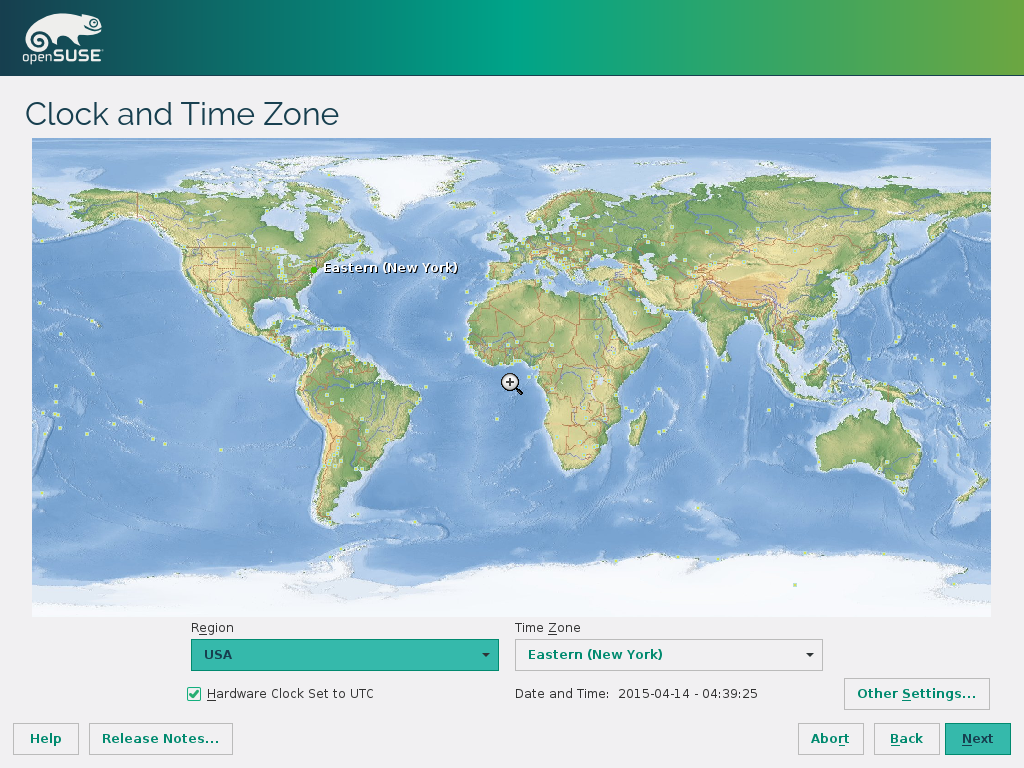 openSUSE
Clock and Time Zone
Eastern (New York)
Region
Time Zone
USA
Eastern (New York)
Hardware Clock Set to UTC
Date and Time: 2015-04-14 - 04:39:25
Other Settings...
Help
Release Notes...
Abort
Back
Next